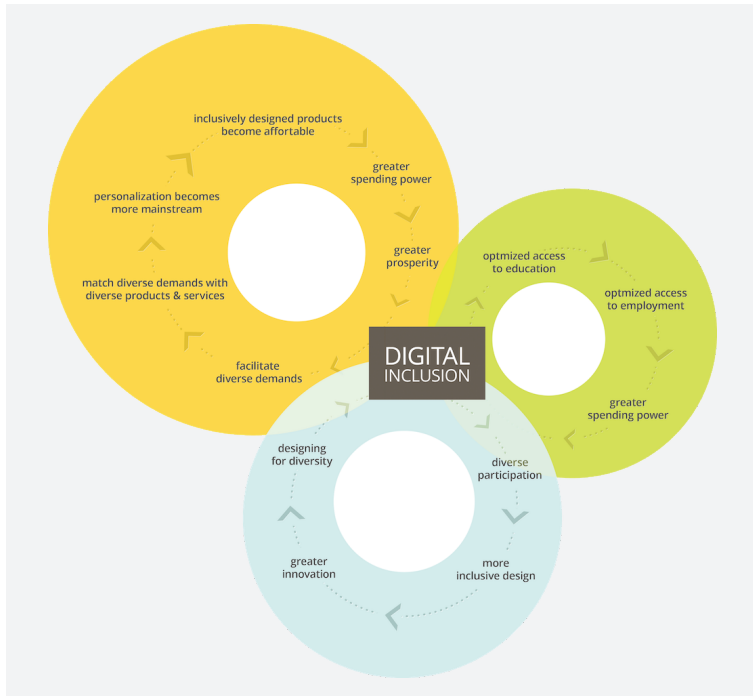 inclusively designed products
become affortable
greater
spending power
greater
prosperity
personalization becomes
more mainstream
match diverse demands with
diverse products & services
facilitate
diverse demands
DIGITAL
INCLUSION
optmized access
to education
optmized access
to employment
greater
spending power
diverse
participation
more
inclusive design
greater
innovation
designing
for diversity